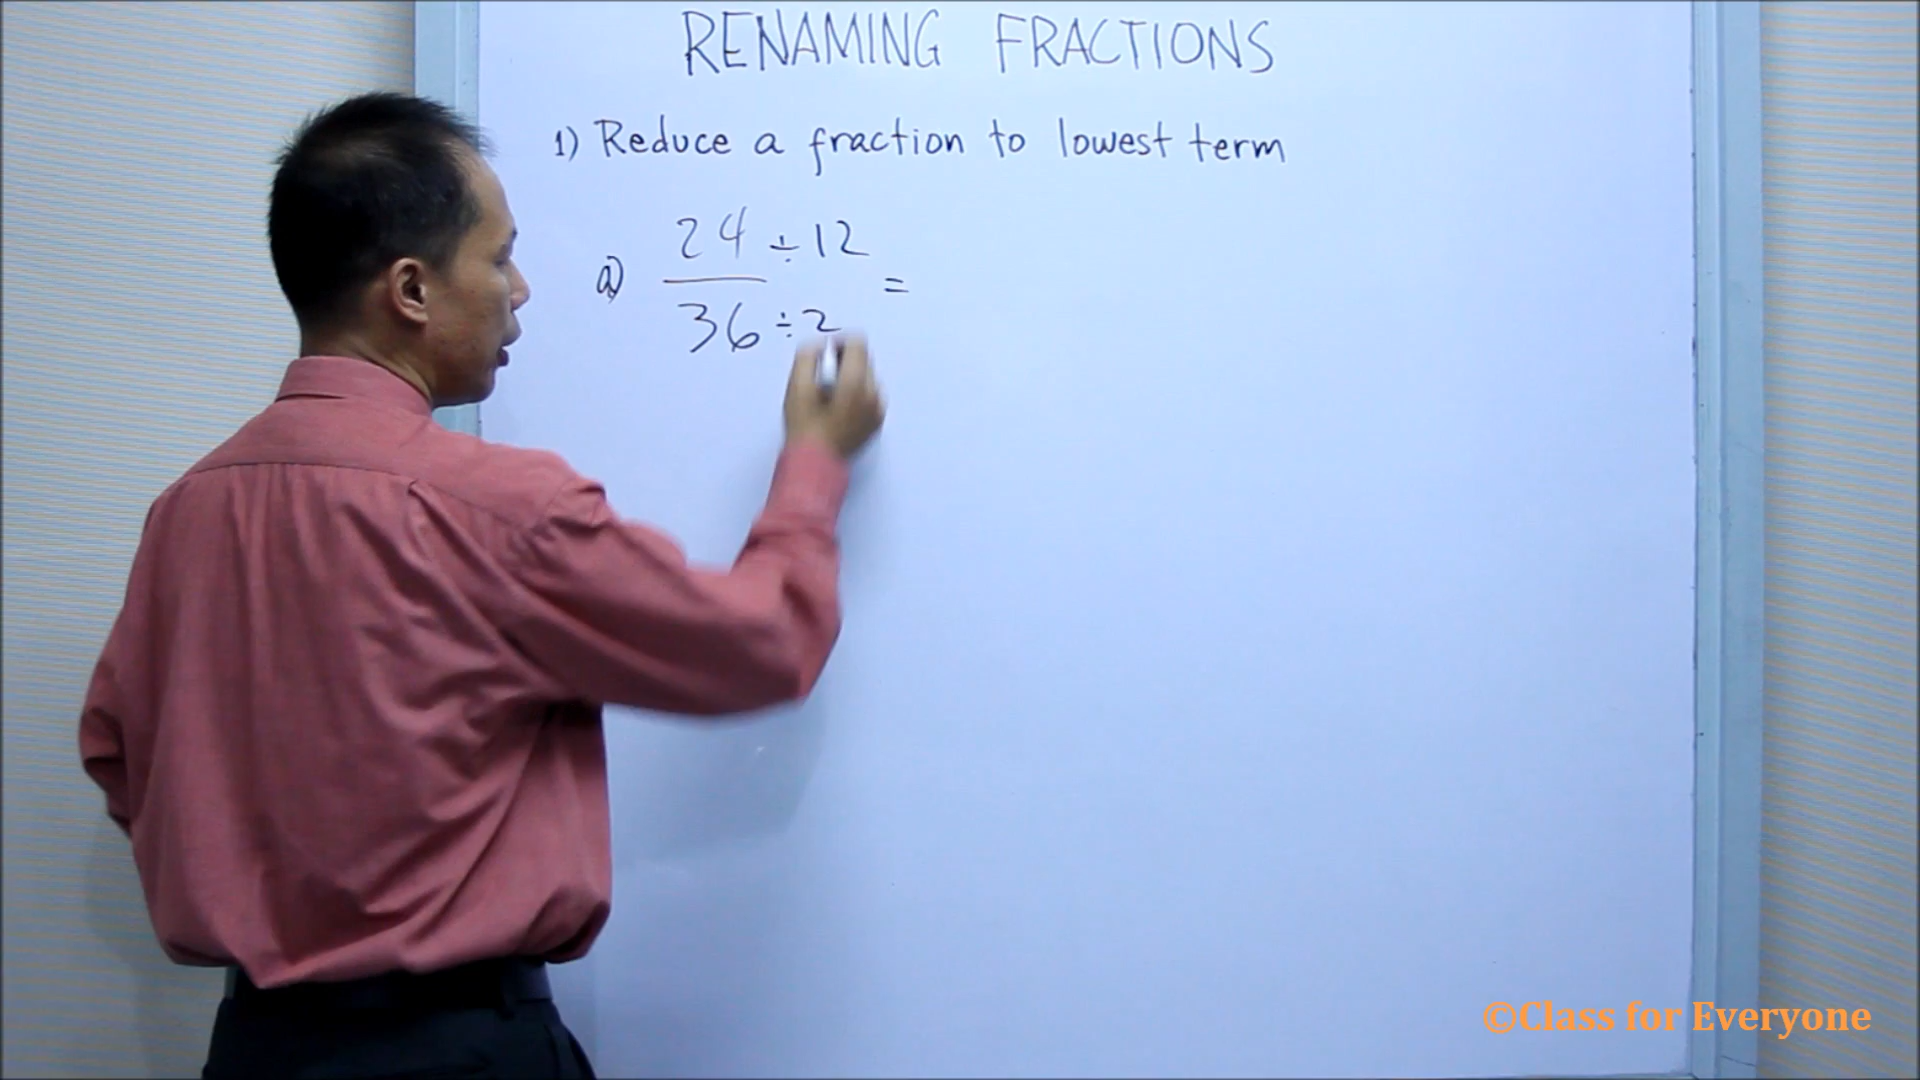 RENAMING FRACTIONS
1) Reduce a fraction to lowest term
a) 24 ÷ 12
36 ÷ 2 =
©Class for Everyone